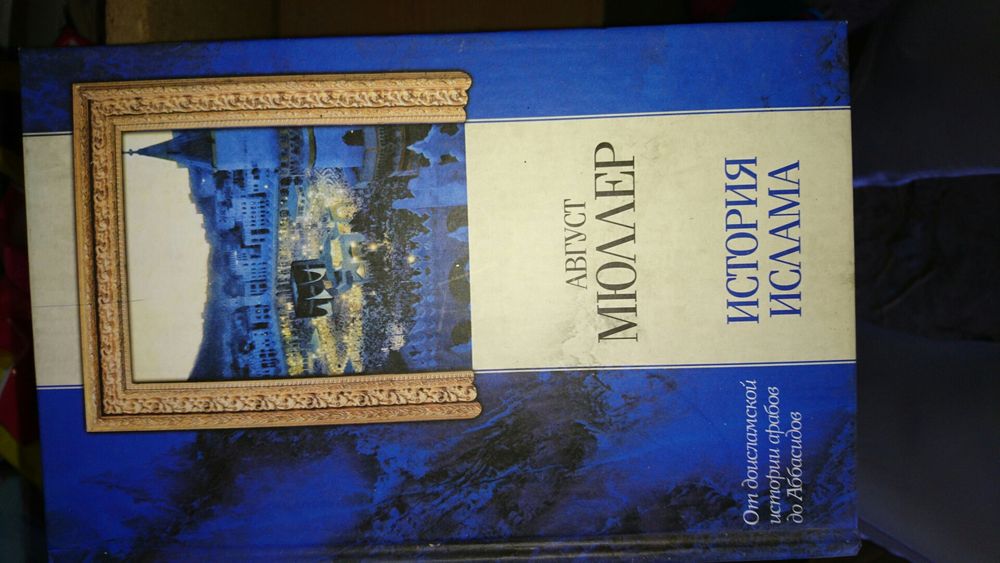 АВГУСТ
МЮЛЛЕР
ИСТОРИЯ
ИСЛАМА
От доисламской
истории арабов
до Аббасидов